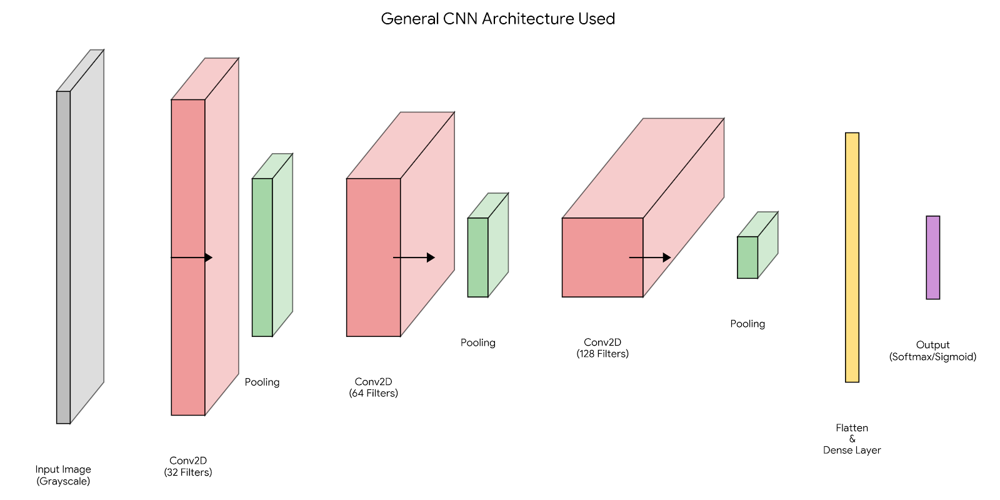 General CNN Architecture Used
Input Image
(Grayscale)
Conv2D
(32 Filters)
Pooling
Conv2D
(64 Filters)
Pooling
Conv2D
(128 Filters)
Pooling
Flatten
&
Dense Layer
Output
(Softmax/Sigmoid)